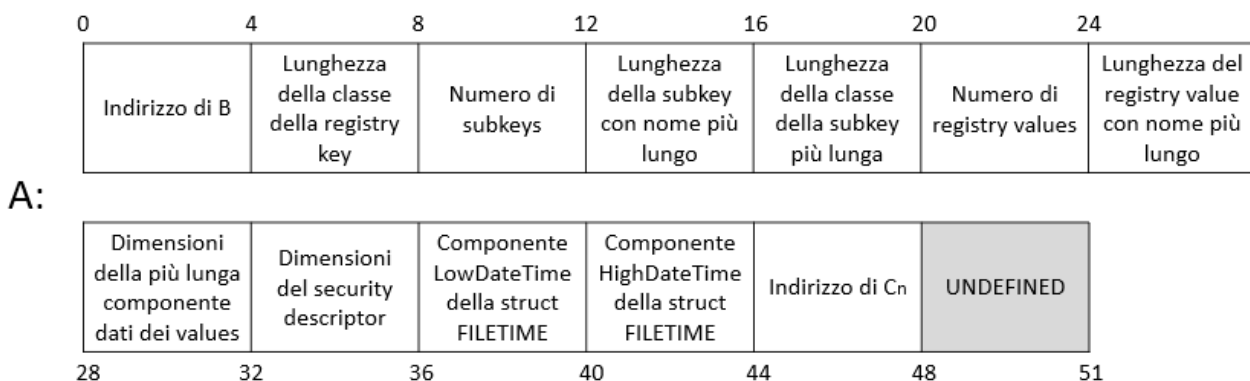 0 4 8 12 16 20 24
Indirizzo di B
Lunghezza
della classe
della registry
key
Numero di
subkeys
Lunghezza
della subkey
con nome più
lungo
Lunghezza
della classe
della subkey
più lunga
Numero di
registry values
Lunghezza del
registry value
con nome più
lungo
A:
Dimensioni
della più lunga
componente
dati dei values
Dimensioni
del security
descriptor
Componente
LowDateTime
della struct
FILETIME
Componente
HighDateTime
della struct
FILETIME
Indirizzo di Cn
UNDEFINED
28 32 36 40 44 48 51